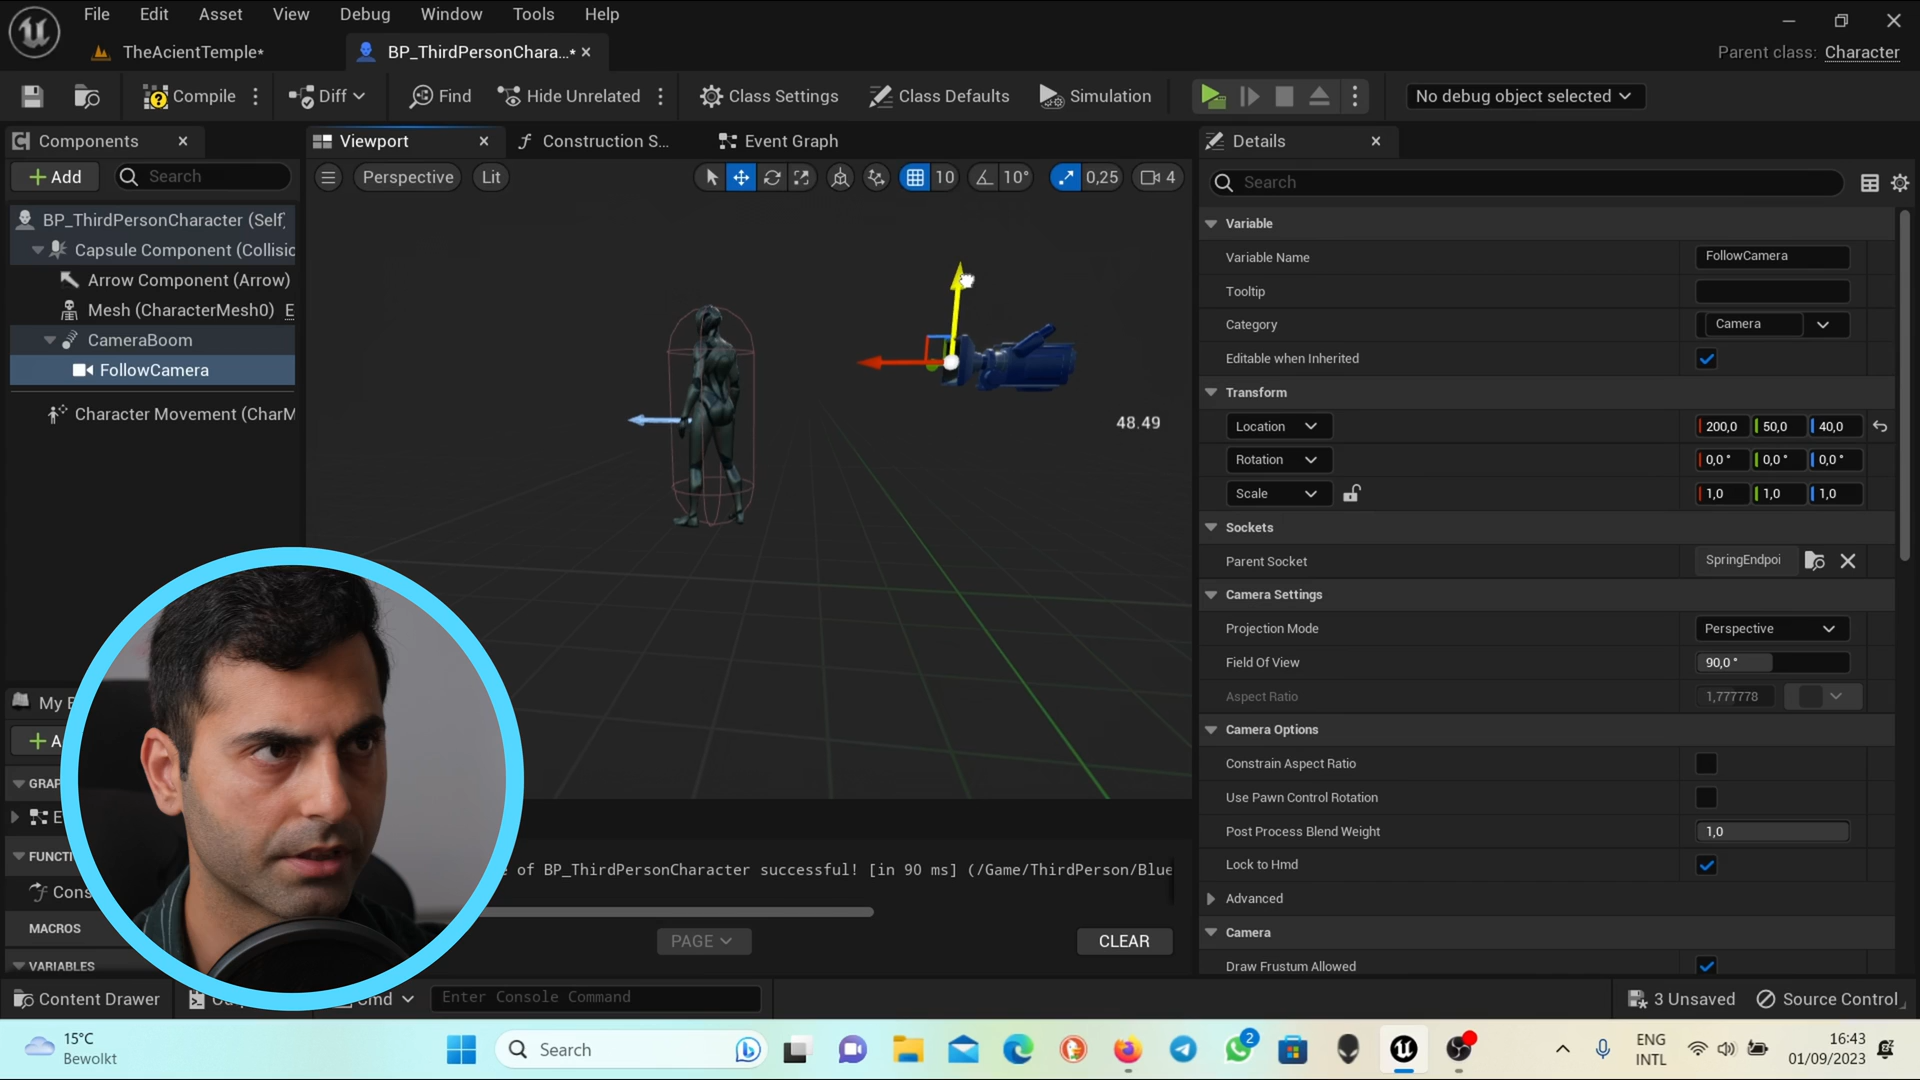 File Edit Asset View Debug Window Tools Help
TheAcientTemple*
BP_ThirdPersonChara...*
Parent class: Character
Compile
Diff
Find
Hide Unrelated
Class Settings
Class Defaults
Simulation
No debug object selected
Components
Viewport
Construction S...
Event Graph
Details
Add
Search
Perspective
Lit
10
10°
0,25
4
Search
BP_ThirdPersonCharacter (Self)
Capsule Component (Collisio
Arrow Component (Arrow)
Mesh (CharacterMesh0) E
CameraBoom
FollowCamera
Character Movement (CharM
48.49
Variable
Variable Name
FollowCamera
Tooltip
Category
Camera
Editable when Inherited
Transform
Location
200,0 50,0 40,0
Rotation
0,0° 0,0° 0,0°
Scale
1,0 1,0 1,0
Sockets
Parent Socket
SpringEndpoi
Camera Settings
Projection Mode
Perspective
Field Of View
90,0°
Aspect Ratio
1,777778
Camera Options
Constrain Aspect Ratio
Use Pawn Control Rotation
Post Process Blend Weight
1,0
Lock to Hmd
Advanced
Camera
Draw Frustum Allowed
My B
A
GRAP
E
FUNCTI
Cons
MACROS
VARIABLES
e of BP_ThirdPersonCharacter successful! [in 90 ms] (/Game/ThirdPerson/Blue
PAGE
CLEAR
Content Drawer
Cmd
Enter Console Command
3 Unsaved
Source Control
15°C
Bewolkt
Search
2
ENG
INTL
16:43
01/09/2023